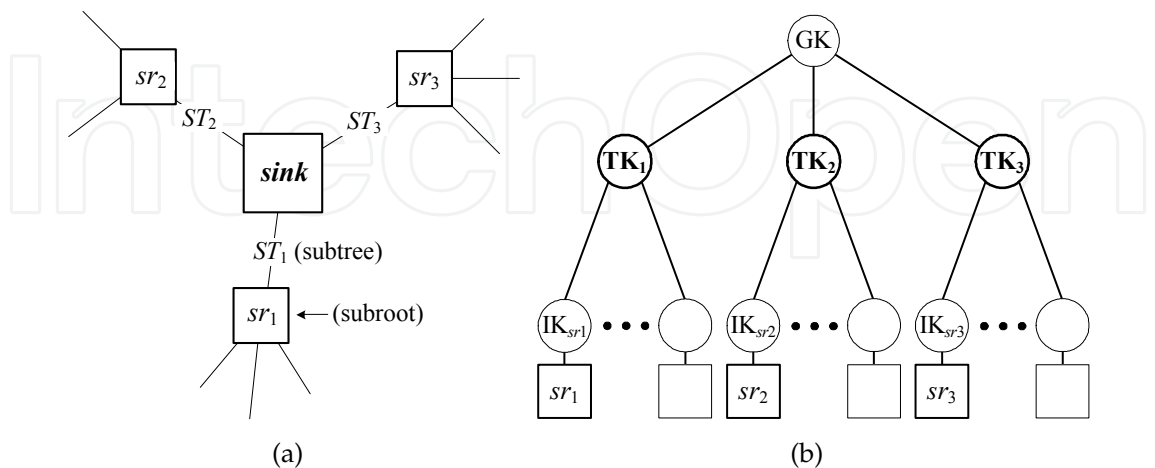 GK
sr2
sr3
ST2
ST3
sink
TK1
TK2
TK3
ST1 (subtree)
sr1
(subroot)
IKsr1
IKsr2
IKsr3
sr1
sr2
sr3
(a)
(b)
IntechOpen